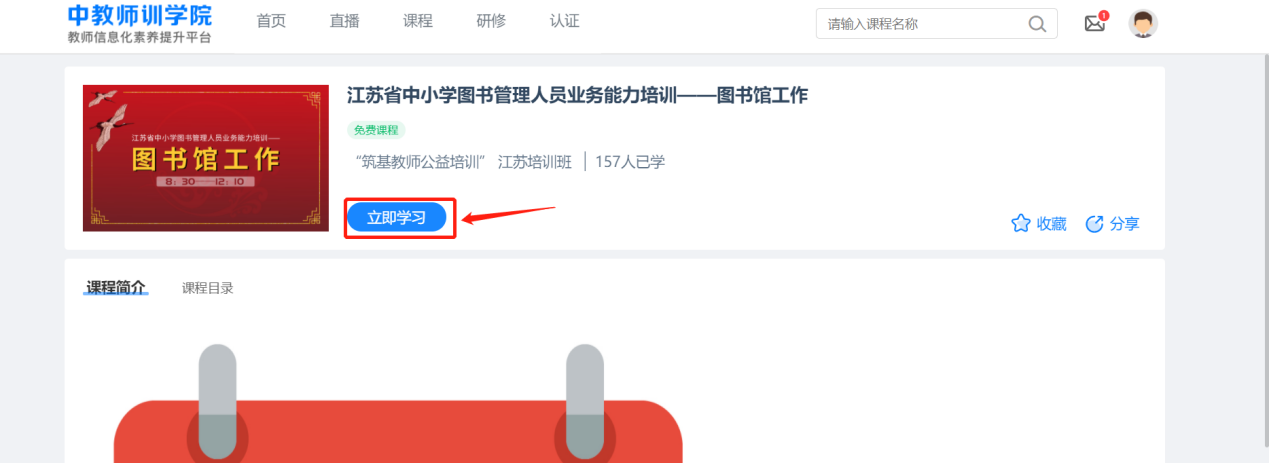 中教师训学院
教师信息化素养提升平台
首页 直播 课程 研修 认证
请输入课程名称
1
江苏省中小学图书管理人员业务能力培训——
图书馆工作
8：30——12：10
江苏省中小学图书管理人员业务能力培训——图书馆工作
免费课程
“筑基教师公益培训” 江苏培训班 | 157人已学
立即学习
收藏 分享
课程简介 课程目录